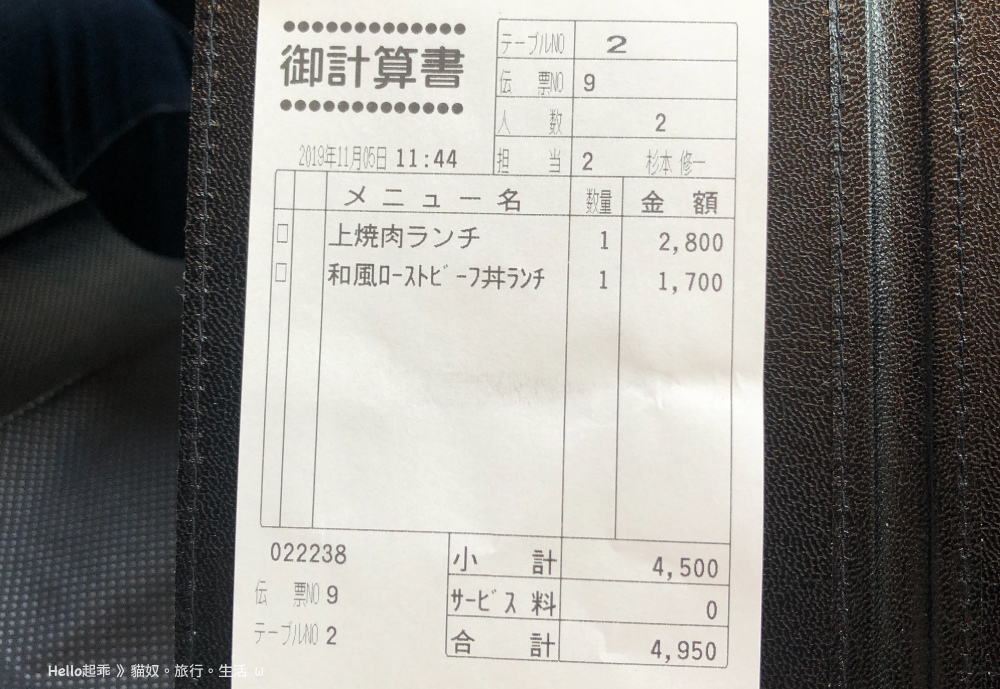 御計算書
テーブルNO 2
伝票NO 9
人数 2
2019年11月05日 11:44
担当 2 杉本 修一
メニュー名 数量 金額
□ 上焼肉ランチ 1 2,800
□ 和風ローストビーフ丼ランチ 1 1,700
022238
小計 4,500
伝票NO 9
サービス料 0
テーブルNO 2
合計 4,950
Hello起乖 》貓奴。旅行。生活 ω